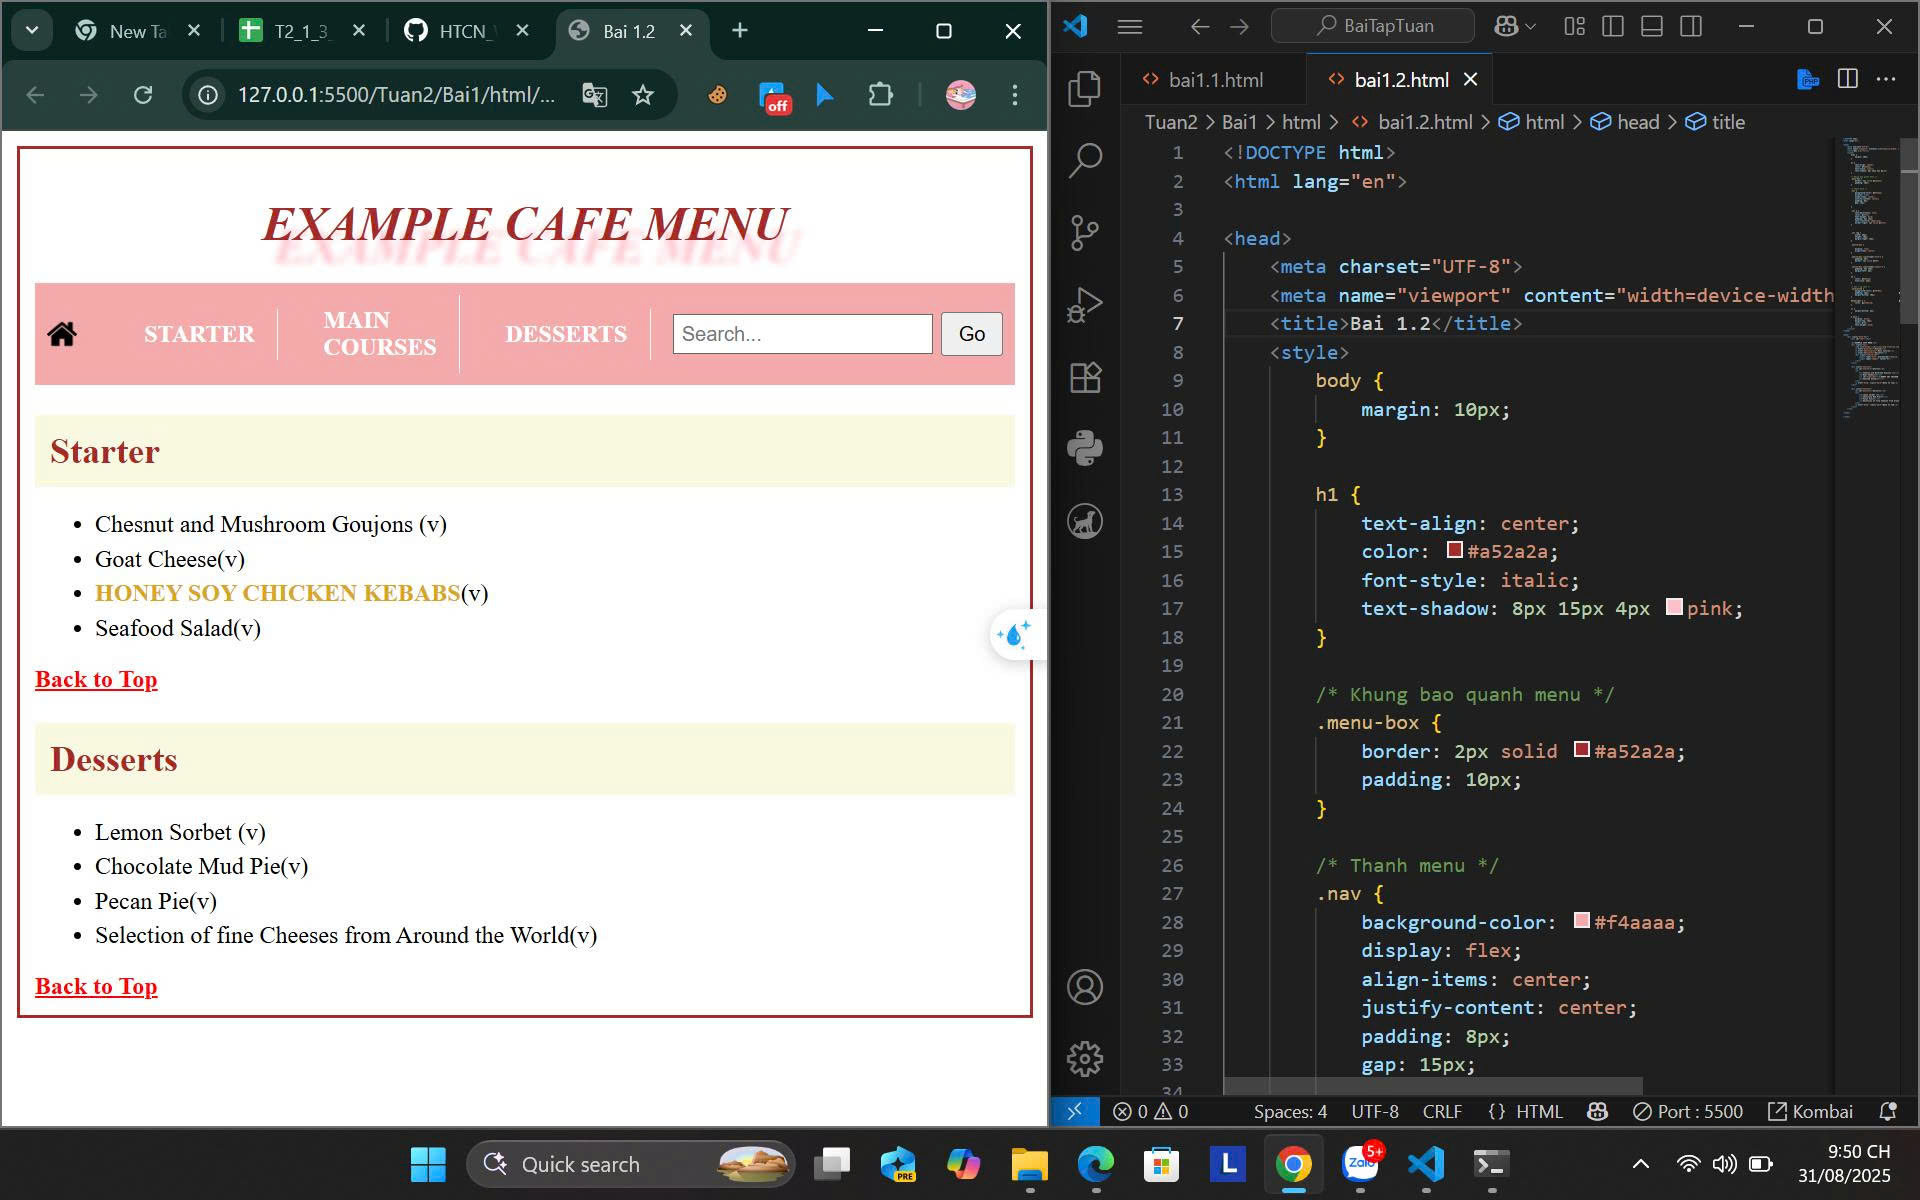 New Ta
T2_1_3_
HTCN_
Bai 1.2
127.0.0.1:5500/Tuan2/Bai1/html/...
off
EXAMPLE CAFE MENU
STARTER
MAIN COURSES
DESSERTS
Search...
Go
Starter
Chesnut and Mushroom Goujons (v)
Goat Cheese(v)
HONEY SOY CHICKEN KEBABS(v)
Seafood Salad(v)
Back to Top
Desserts
Lemon Sorbet (v)
Chocolate Mud Pie(v)
Pecan Pie(v)
Selection of fine Cheeses from Around the World(v)
Back to Top
BaiTapTuan
bai1.1.html
bai1.2.html
Tuan2 > Bai1 > html > <> bai1.2.html > html > head > title
1 <!DOCTYPE html>
2 <html lang="en">
3
4 <head>
5 <meta charset="UTF-8">
6 <meta name="viewport" content="width=device-width
7 <title>Bai 1.2</title>
8 <style>
9 body {
10 margin: 10px;
11 }
12
13 h1 {
14 text-align: center;
15 color: #a52a2a;
16 font-style: italic;
17 text-shadow: 8px 15px 4px pink;
18 }
19
20 /* Khung bao quanh menu */
21 .menu-box {
22 border: 2px solid #a52a2a;
23 padding: 10px;
24 }
25
26 /* Thanh menu */
27 .nav {
28 background-color: #f4aaaa;
29 display: flex;
30 align-items: center;
31 justify-content: center;
32 padding: 8px;
33 gap: 15px;
34
0 0
Spaces: 4
UTF-8
CRLF
{} HTML
Port : 5500
Kombai
Quick search
PRE
L
Zalo
5+
9:50 CH
31/08/2025